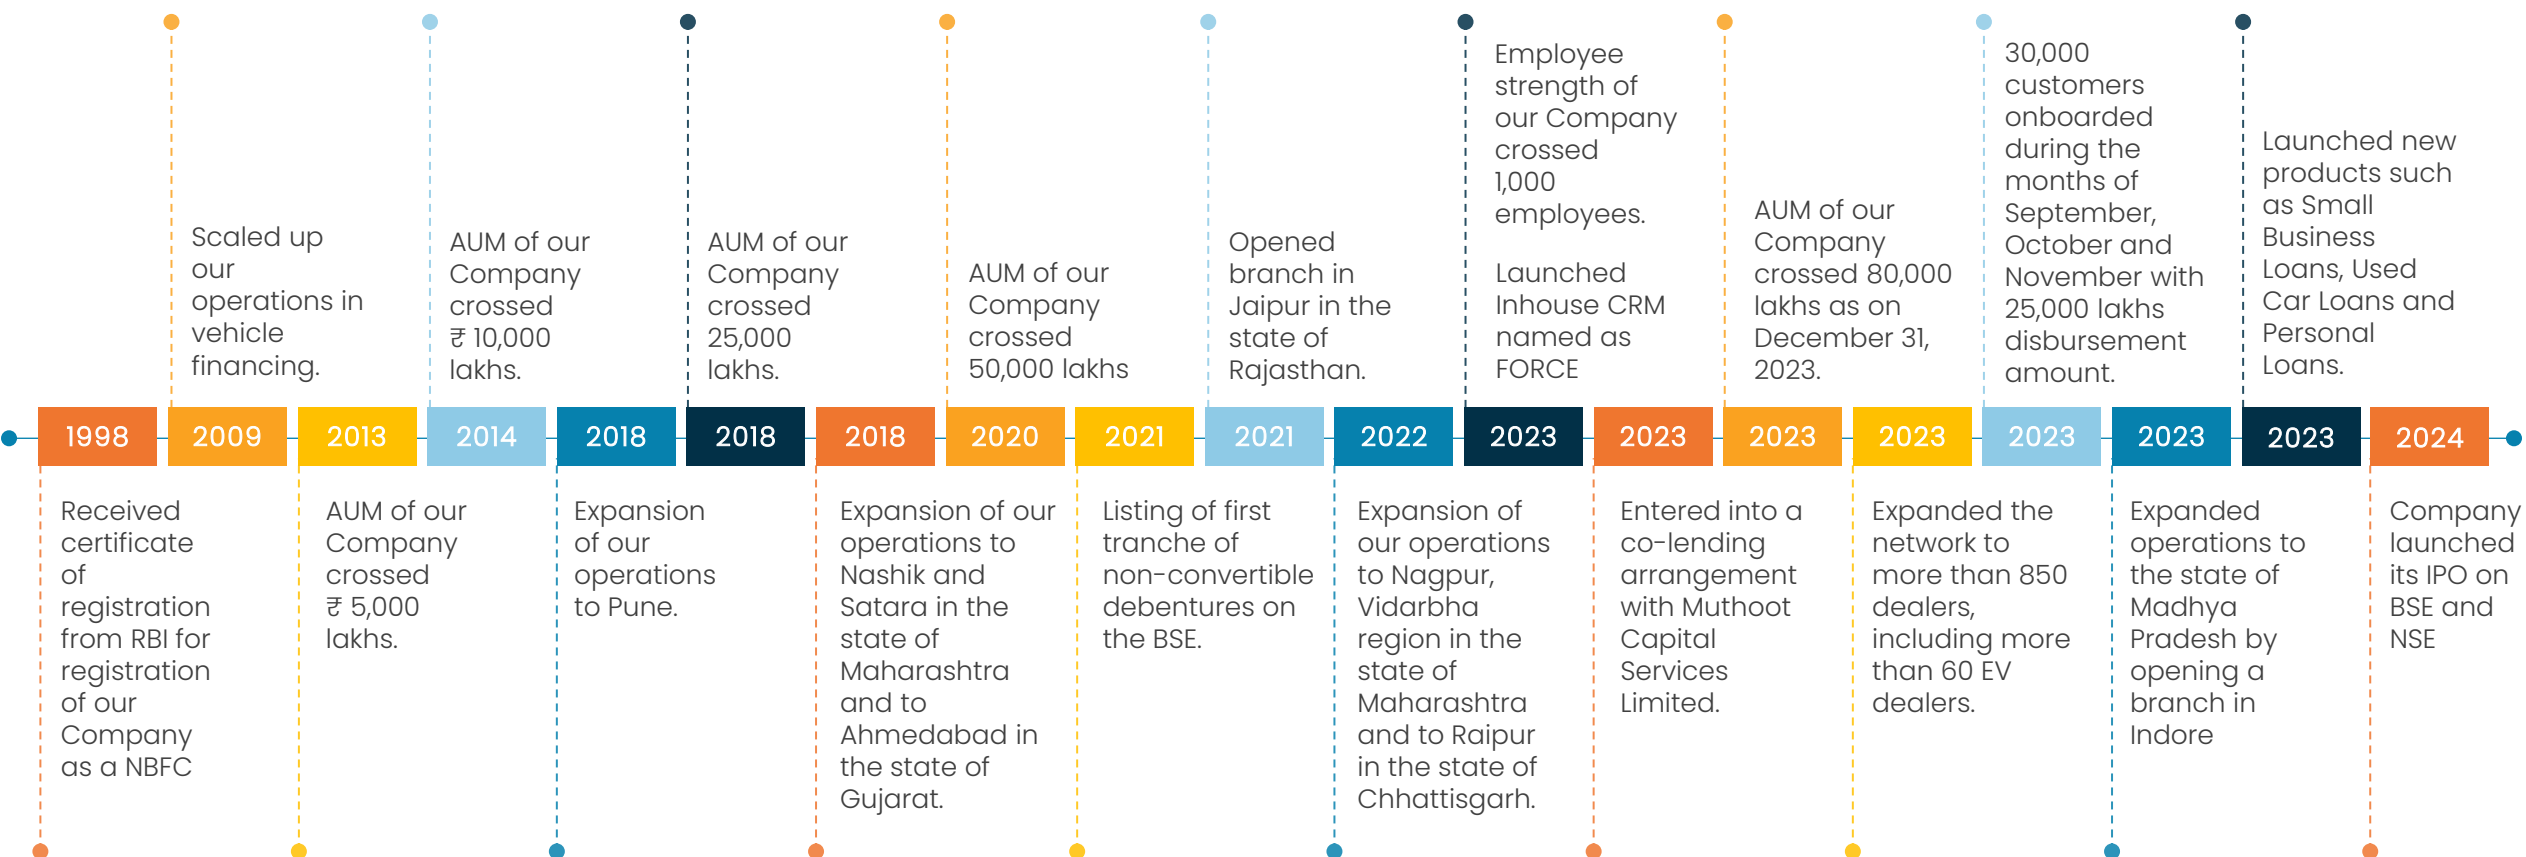 Scaled up
our
operations in
vehicle
financing.
AUM of our
Company
crossed
₹ 10,000
lakhs.
AUM of our
Company
crossed
25,000
lakhs.
AUM of our
Company
crossed
50,000 lakhs
Opened
branch in
Jaipur in the
state of
Rajasthan.
Employee
strength of
our Company
crossed
1,000
employees.
Launched
Inhouse CRM
named as
FORCE
AUM of our
Company
crossed 80,000
lakhs as on
December 31,
2023.
30,000
customers
onboarded
during the
months of
September,
October and
November with
25,000 lakhs
disbursement
amount.
Launched new
products such
as Small
Business
Loans, Used
Car Loans and
Personal
Loans.
1998 2009 2013 2014 2018 2018 2018 2020 2021 2021 2022 2023 2023 2023 2023 2023 2023 2023 2024
Received
certificate
of
registration
from RBI for
registration
of our
Company
as a NBFC
AUM of our
Company
crossed
₹ 5,000
lakhs.
Expansion
of our
operations
to Pune.
Expansion of our
operations to
Nashik and
Satara in the
state of
Maharashtra
and to
Ahmedabad in
the state of
Gujarat.
Listing of first
tranche of
non-convertible
debentures on
the BSE.
Expansion of
our operations
to Nagpur,
Vidarbha
region in the
state of
Maharashtra
and to Raipur
in the state of
Chhattisgarh.
Entered into a
co-lending
arrangement
with Muthoot
Capital
Services
Limited.
Expanded the
network to
more than 850
dealers,
including more
than 60 EV
dealers.
Expanded
operations to
the state of
Madhya
Pradesh by
opening a
branch in
Indore
Company
launched
its IPO on
BSE and
NSE